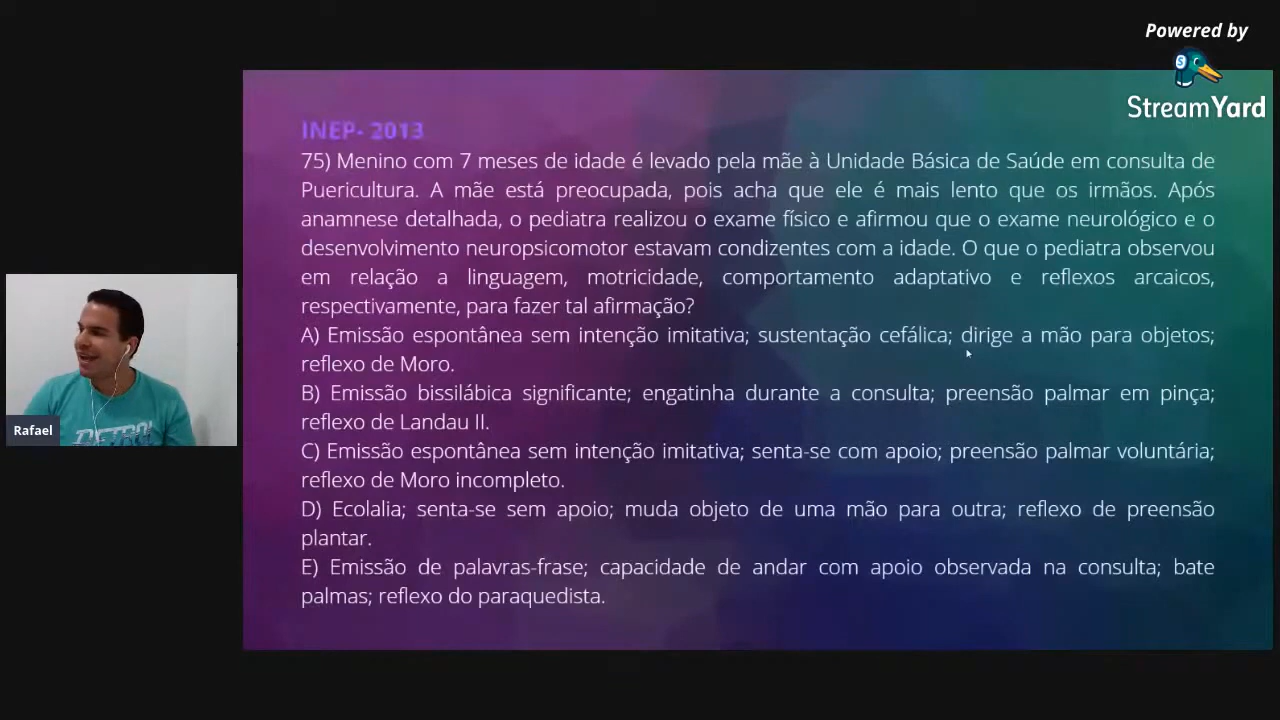 Powered by
StreamYard
INEP- 2013
75) Menino com 7 meses de idade é levado pela mãe à Unidade Básica de Saúde em consulta de
Puericultura. A mãe está preocupada, pois acha que ele é mais lento que os irmãos. Após
anamnese detalhada, o pediatra realizou o exame físico e afirmou que o exame neurológico e o
desenvolvimento neuropsicomotor estavam condizentes com a idade. O que o pediatra observou
em relação a linguagem, motricidade, comportamento adaptativo e reflexos arcaicos,
respectivamente, para fazer tal afirmação?
A) Emissão espontânea sem intenção imitativa; sustentação cefálica; dirige a mão para objetos;
reflexo de Moro.
B) Emissão bissilábica significante; engatinha durante a consulta; preensão palmar em pinça;
reflexo de Landau II.
C) Emissão espontânea sem intenção imitativa; senta-se com apoio; preensão palmar voluntária;
reflexo de Moro incompleto.
D) Ecolalia; senta-se sem apoio; muda objeto de uma mão para outra; reflexo de preensão
plantar.
E) Emissão de palavras-frase; capacidade de andar com apoio observada na consulta; bate
palmas; reflexo do paraquedista.
Rafael